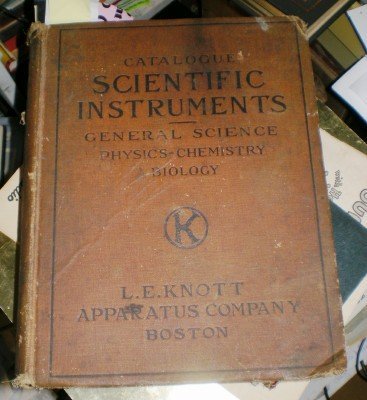 CATALOGUE
SCIENTIFIC
INSTRUMENTS
GENERAL SCIENCE
PHYSICS-CHEMISTRY
BIOLOGY
K
L.E.KNOTT
APPARATUS COMPANY
BOSTON